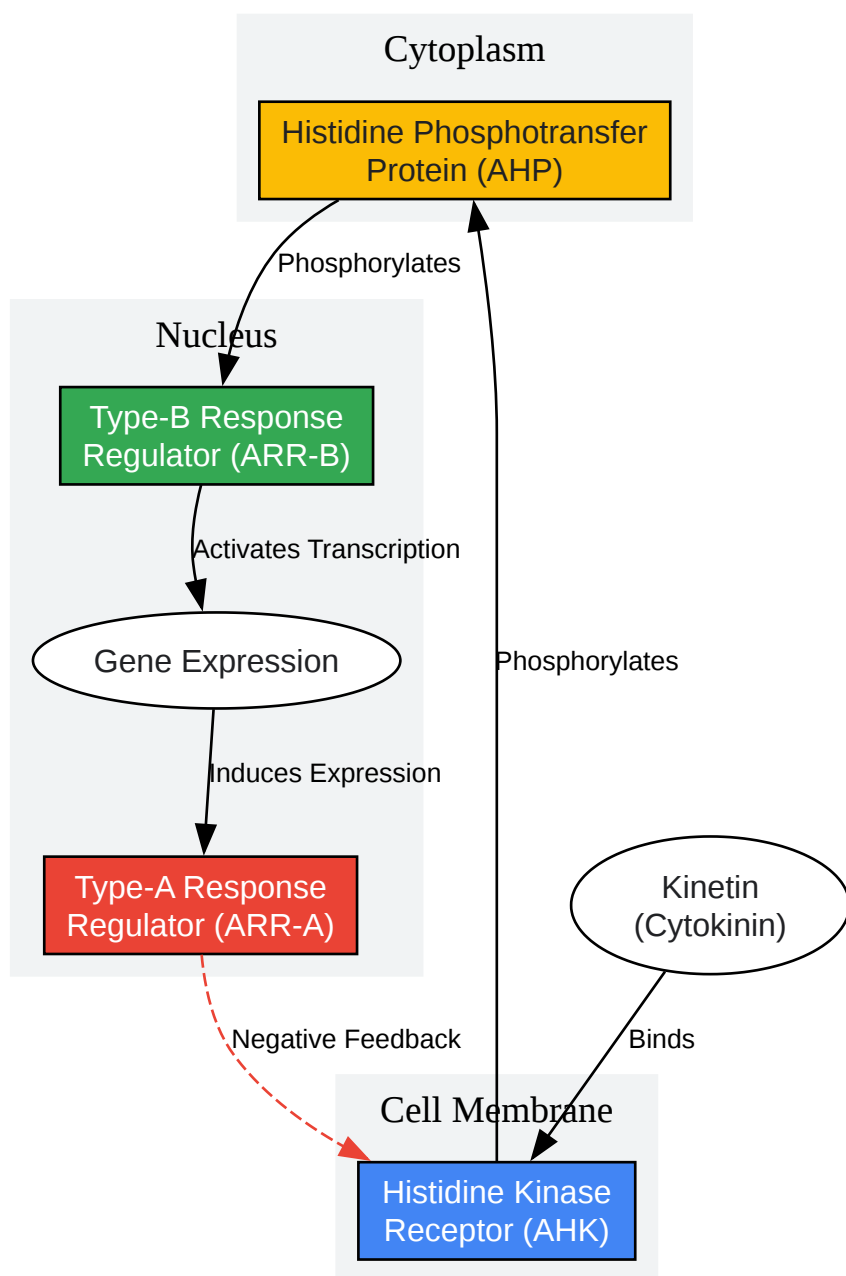 Cytoplasm
Histidine Phosphotransfer
Protein (AHP)
Phosphorylates
Nucleus
Type-B Response
Regulator (ARR-B)
Activates Transcription
Gene Expression
Phosphorylates
Induces Expression
Type-A Response
Regulator (ARR-A)
Kinetin
(Cytokinin)
Negative Feedback
Binds
Cell Membrane
Histidine Kinase
Receptor (AHK)